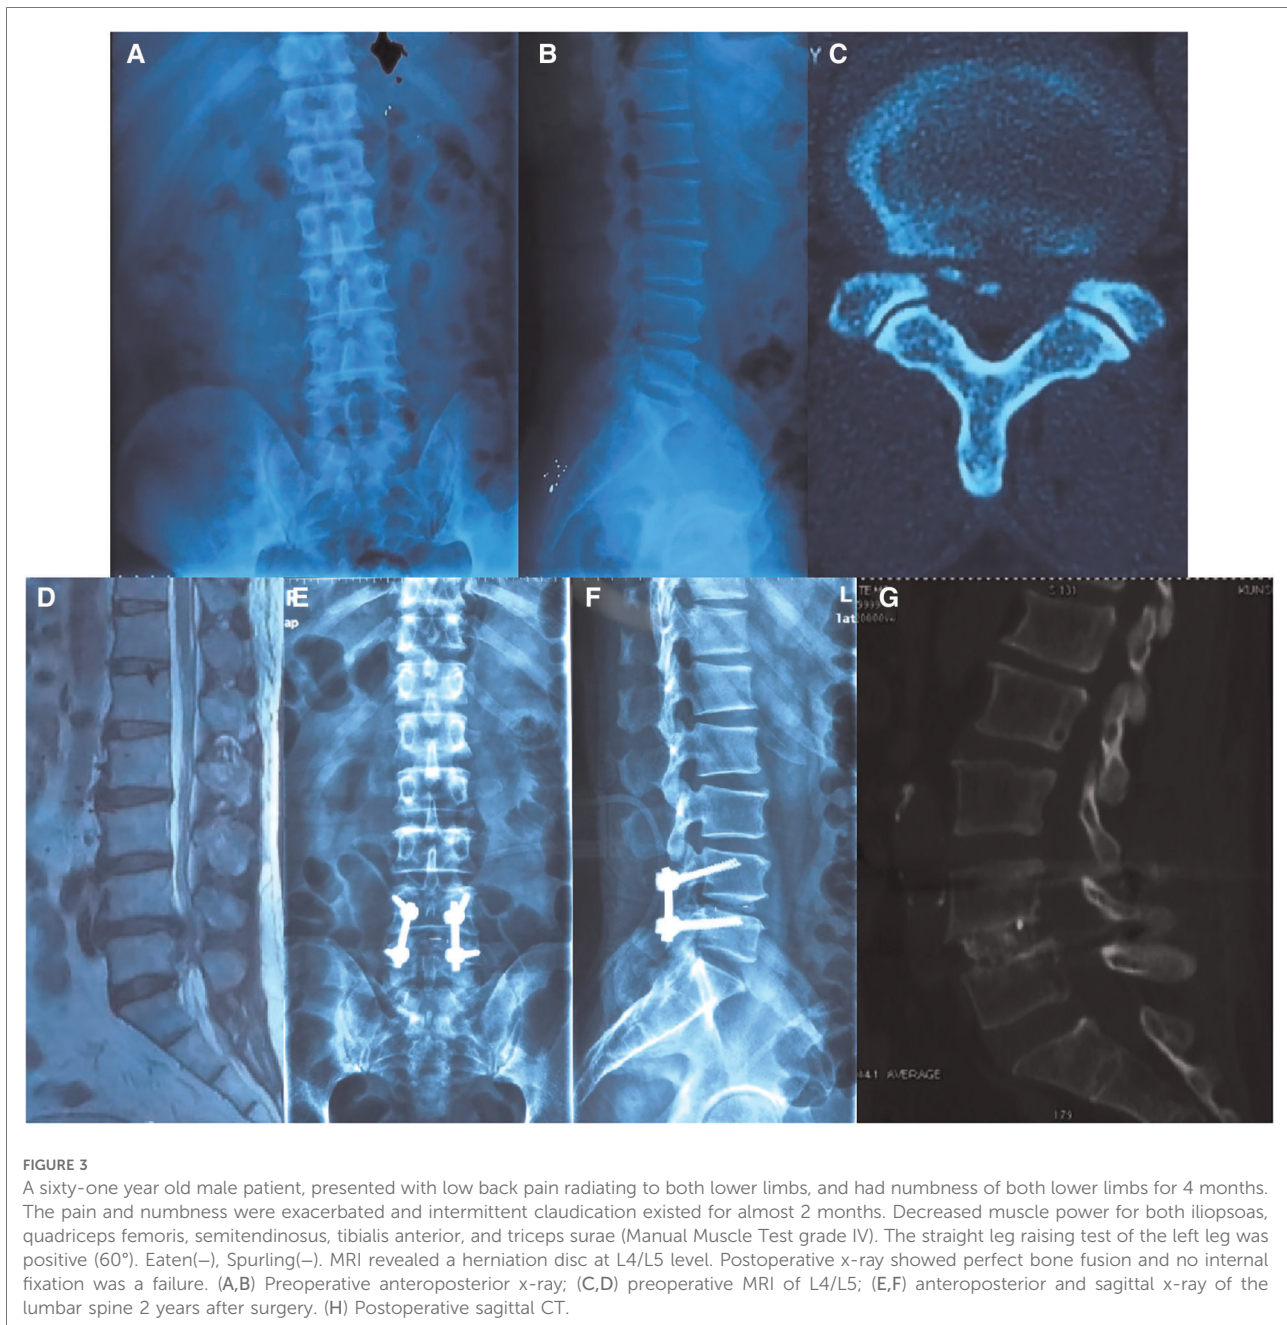 A
B
Y C
D
E
ap
F
L
lat
G
S 131
AVERAGE
179
FIGURE 3
A sixty-one year old male patient, presented with low back pain radiating to both lower limbs, and had numbness of both lower limbs for 4 months.
The pain and numbness were exacerbated and intermittent claudication existed for almost 2 months. Decreased muscle power for both iliopsoas,
quadriceps femoris, semitendinosus, tibialis anterior, and triceps surae (Manual Muscle Test grade IV). The straight leg raising test of the left leg was
positive (60°). Eaten(−), Spurling(−). MRI revealed a herniation disc at L4/L5 level. Postoperative x-ray showed perfect bone fusion and no internal
fixation was a failure. (A,B) Preoperative anteroposterior x-ray; (C,D) preoperative MRI of L4/L5; (E,F) anteroposterior and sagittal x-ray of the
lumbar spine 2 years after surgery. (H) Postoperative sagittal CT.